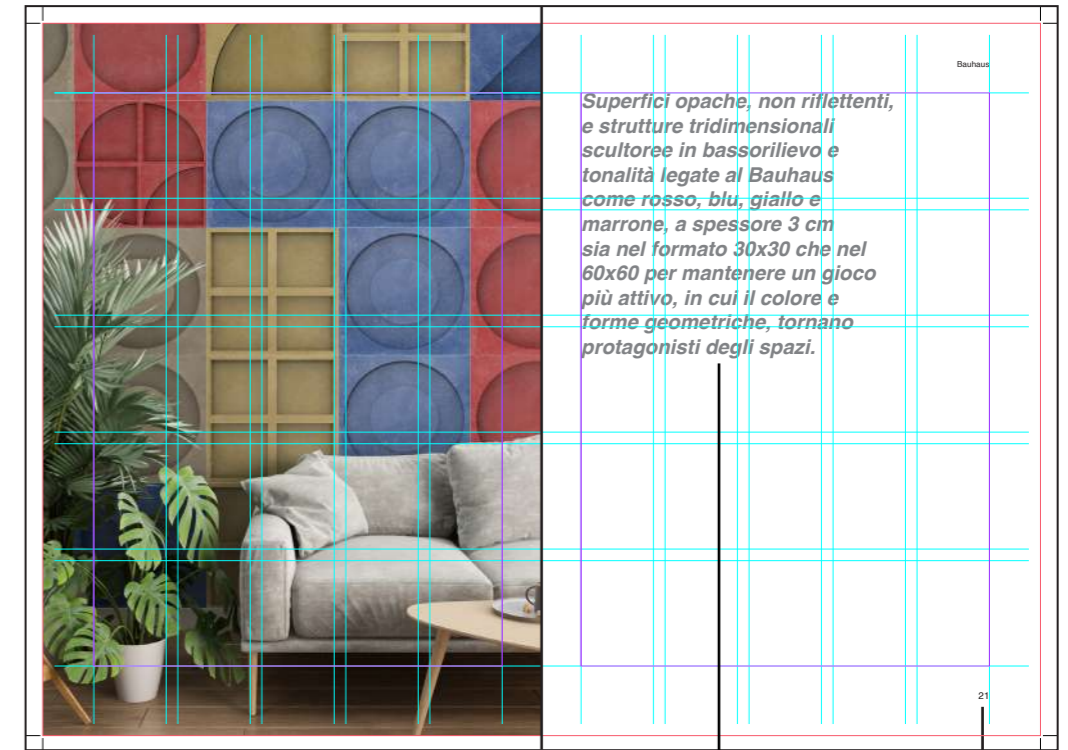 Bauhaus
Superfici opache, non riflettenti,
e strutture tridimensionali
scultoree in bassorilievo e
tonalità legate al Bauhaus
come rosso, blu, giallo e
marrone, a spessore 3 cm
sia nel formato 30x30 che nel
60x60 per mantenere un gioco
più attivo, in cui il colore e
forme geometriche, tornano
protagonisti degli spazi.
21